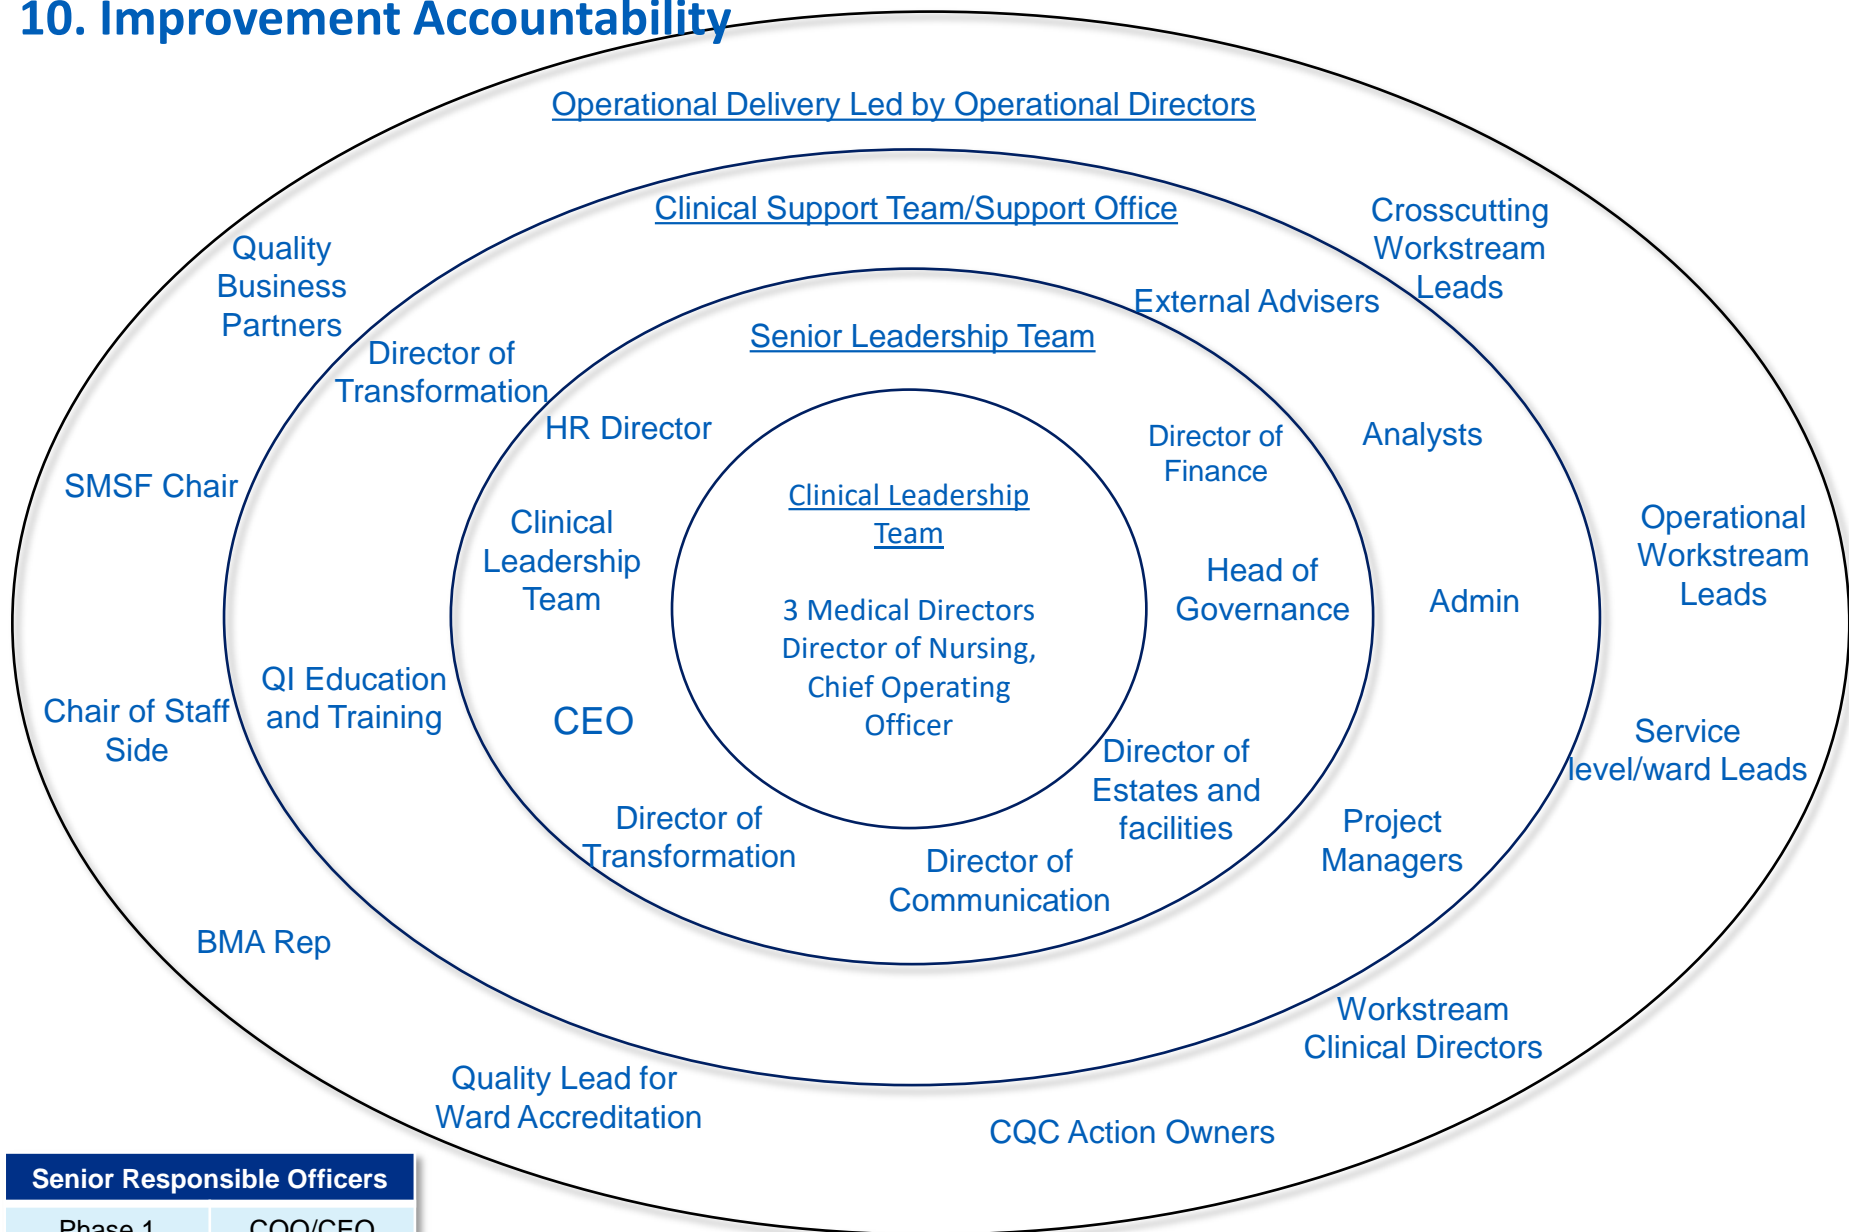 10. Improvement Accountability
Operational Delivery Led by Operational Directors
Clinical Support Team/Support Office
Crosscutting
Workstream
Leads
Quality
Business
Partners
External Advisers
Senior Leadership Team
Director of
Transformation
HR Director
Director of
Finance
Analysts
SMSF Chair
Clinical Leadership
Team
Clinical
Leadership
Team
Operational
Workstream
Leads
Head of
Governance
Admin
3 Medical Directors
Director of Nursing,
Chief Operating
Officer
QI Education
and Training
Chair of Staff
Side
CEO
Service
level/ward Leads
Director of
Estates and
facilities
Director of
Transformation
Project
Managers
Director of
Communication
BMA Rep
Workstream
Clinical Directors
Quality Lead for
Ward Accreditation
CQC Action Owners
Senior Responsible Officers
Phase 1 COO/CEO